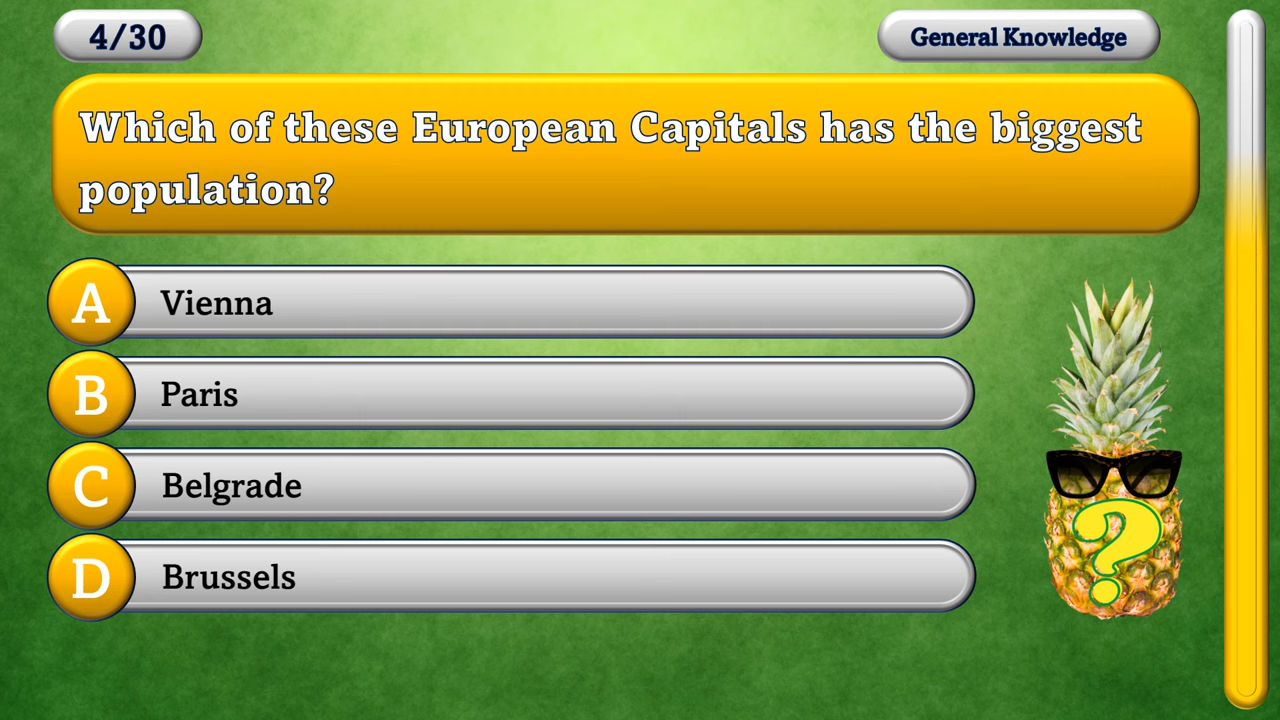 4/30
General Knowledge
Which of these European Capitals has the biggest
population?
A Vienna
B Paris
C Belgrade
D Brussels
?